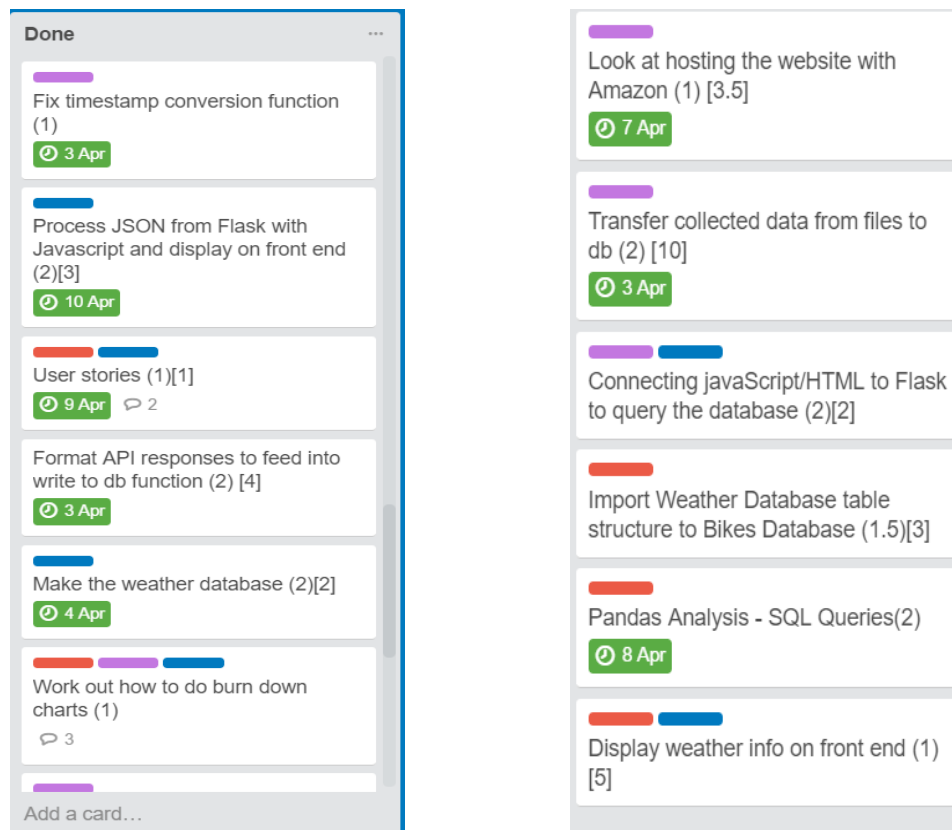 Done
Fix timestamp conversion function
(1)
3 Apr
Process JSON from Flask with
Javascript and display on front end
(2)[3]
10 Apr
User stories (1)[1]
9 Apr 2
Format API responses to feed into
write to db function (2) [4]
3 Apr
Make the weather database (2)[2]
4 Apr
Work out how to do burn down
charts (1)
3
Add a card…
Look at hosting the website with
Amazon (1) [3.5]
7 Apr
Transfer collected data from files to
db (2) [10]
3 Apr
Connecting javaScript/HTML to Flask
to query the database (2)[2]
Import Weather Database table
structure to Bikes Database (1.5)[3]
Pandas Analysis - SQL Queries(2)
8 Apr
Display weather info on front end (1)
[5]